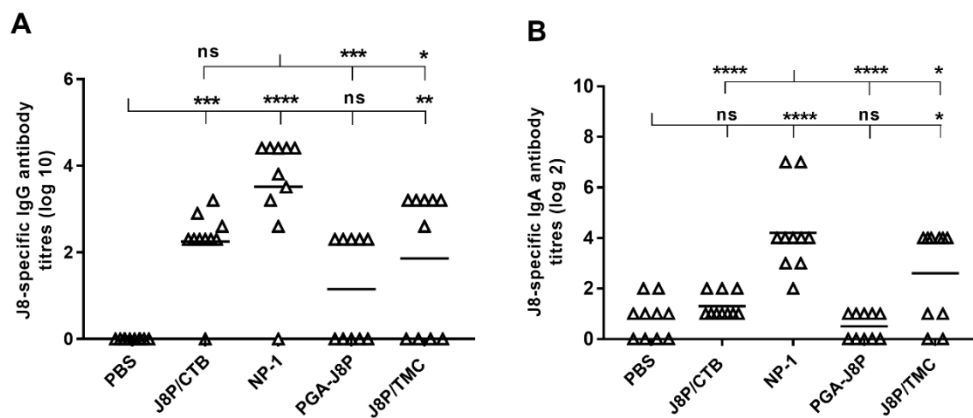 A
ns *** *
*** **** ns **
6
4
2
0
J8-specific IgG antibody
titres (log 10)
PBS
J8P/CTB
NP-1
PGA-J8P
J8P/TMC
B
**** **** *
ns **** ns *
10
8
6
4
2
0
J8-specific IgA antibody
titres (log 2)
PBS
J8P/CTB
NP-1
PGA-J8P
J8P/TMC